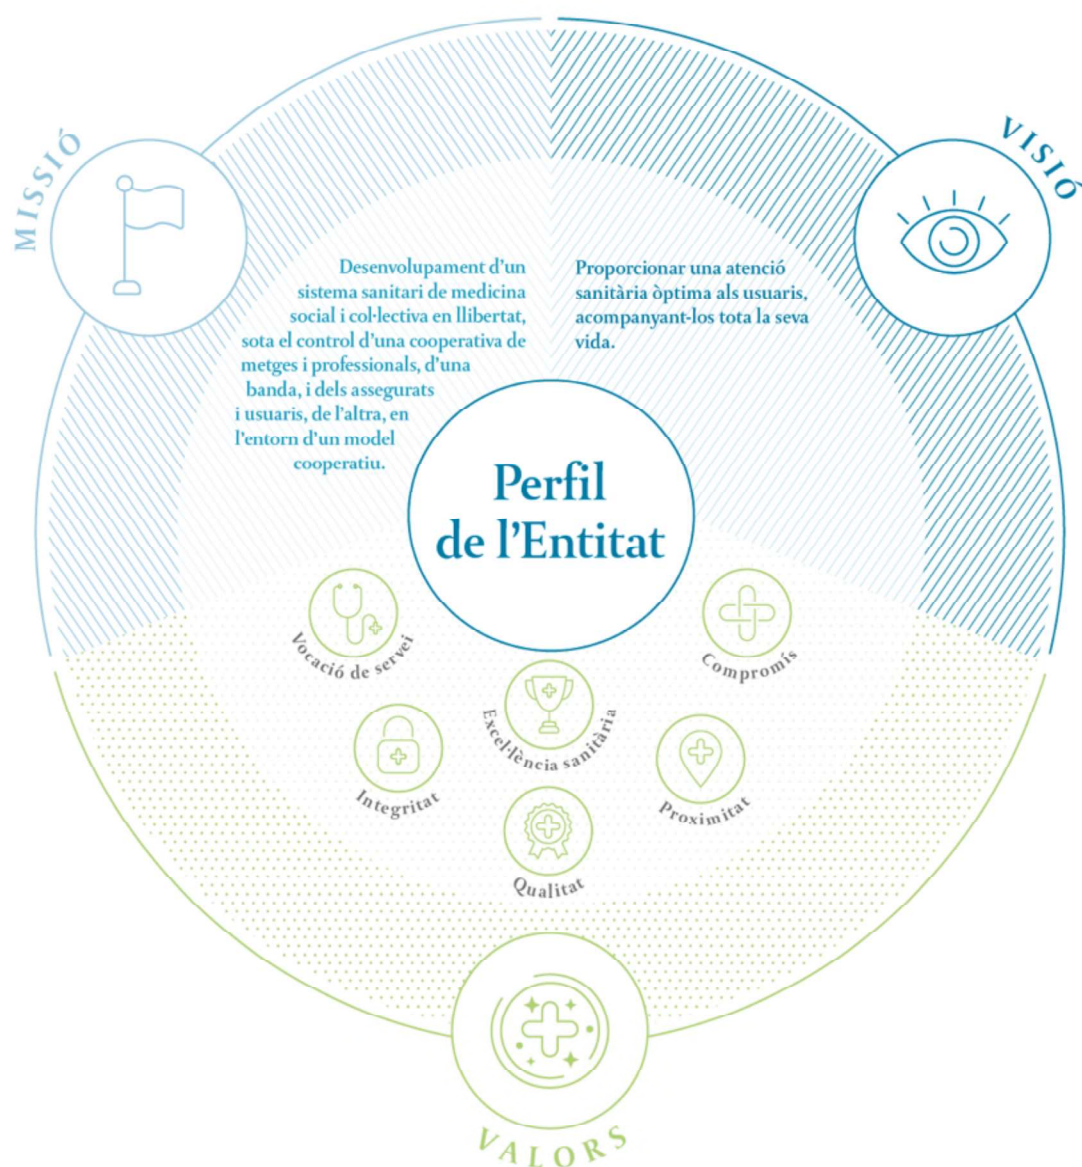 MISSIÓ
VISIÓ
Desenvolupament d’un
sistema sanitari de medicina
social i col·lectiva en llibertat,
sota el control d’una cooperativa de
metges i professionals, d’una
banda, i dels assegurats
i usuaris, de l’altra, en
l’entorn d’un model
cooperatiu.
Proporcionar una atenció
sanitària òptima als usuaris,
acompanyant-los tota la seva
vida.
Perfil
de l’Entitat
Vocació de servei
Compromís
Excel·lència sanitària
Integritat
Proximitat
Qualitat
VALORS